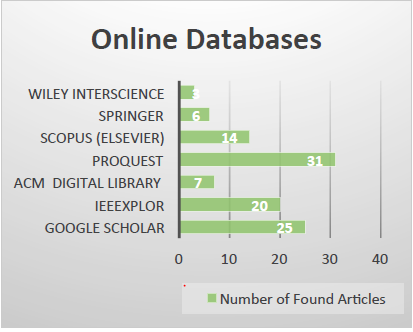 Online Databases
WILEY INTERSCIENCE 3
SPRINGER 6
SCOPUS (ELSEVIER) 14
PROQUEST 31
ACM DIGITAL LIBRARY 7
IEEEXPLOR 20
GOOGLE SCHOLAR 25
0 10 20 30 40
Number of Found Articles